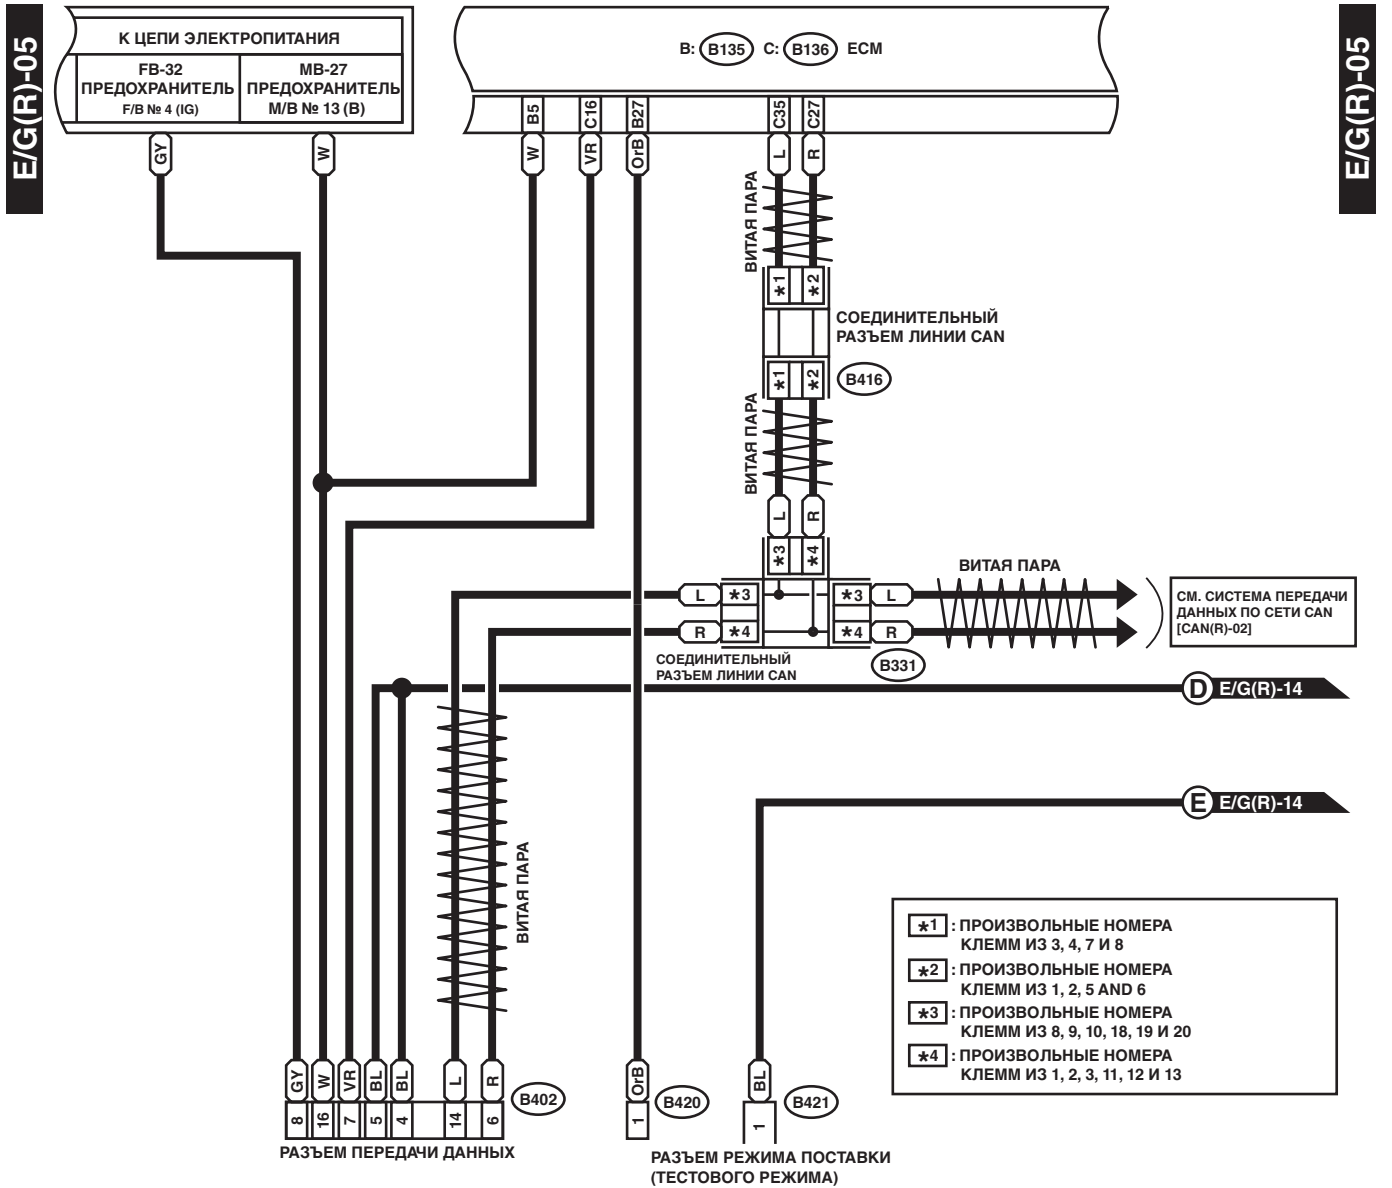 E/G(R)-05
E/G(R)-05
К ЦЕПИ ЭЛЕКТРОПИТАНИЯ
FB-32
ПРЕДОХРАНИТЕЛЬ
F/B № 4 (IG)
MB-27
ПРЕДОХРАНИТЕЛЬ
M/B № 13 (B)
B: B135 C: B136 ECM
B5 C16 B27 C35 C27
GY W W VR OrB L R
ВИТАЯ ПАРА
*1 *2
СОЕДИНИТЕЛЬНЫЙ
РАЗЪЕМ ЛИНИИ CAN
*1 *2
B416
ВИТАЯ ПАРА
L R
*3 *4
ВИТАЯ ПАРА
L *3 *3 L
R *4 *4 R
СМ. СИСТЕМА ПЕРЕДАЧИ
ДАННЫХ ПО СЕТИ CAN
[CAN(R)-02]
СОЕДИНИТЕЛЬНЫЙ
РАЗЪЕМ ЛИНИИ CAN
B331
D E/G(R)-14
E E/G(R)-14
ВИТАЯ ПАРА
*1 : ПРОИЗВОЛЬНЫЕ НОМЕРА
КЛЕММ ИЗ 3, 4, 7 И 8
*2 : ПРОИЗВОЛЬНЫЕ НОМЕРА
КЛЕММ ИЗ 1, 2, 5 AND 6
*3 : ПРОИЗВОЛЬНЫЕ НОМЕРА
КЛЕММ ИЗ 8, 9, 10, 18, 19 И 20
*4 : ПРОИЗВОЛЬНЫЕ НОМЕРА
КЛЕММ ИЗ 1, 2, 3, 11, 12 И 13
GY W VR BL BL L R OrB BL
B402
B420
B421
8 16 7 5 4 14 6 1 1
РАЗЪЕМ ПЕРЕДАЧИ ДАННЫХ
РАЗЪЕМ РЕЖИМА ПОСТАВКИ
(ТЕСТОВОГО РЕЖИМА)